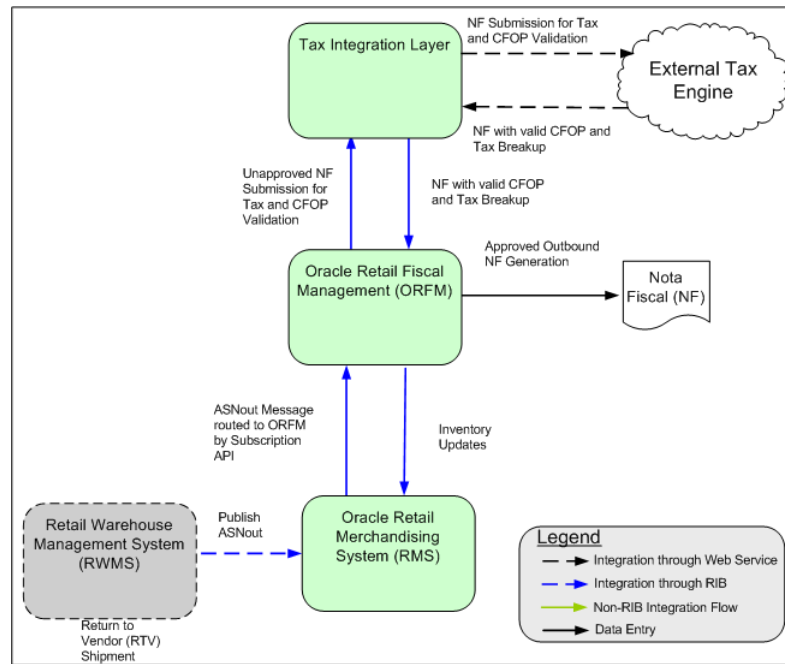 Tax Integration Layer
NF Submission for Tax
and CFOP Validation
External Tax
Engine
NF with valid CFOP and
Tax Breakup
Unapproved NF
Submission for
Tax and CFOP
Validation
NF with valid CFOP
and Tax Breakup
Oracle Retail Fiscal
Management (ORFM)
Approved Outbound
NF Generation
Nota
Fiscal (NF)
ASNout Message
routed to ORFM
by Subscription
API
Inventory
Updates
Retail Warehouse
Management System
(RWMS)
Publish
ASNout
Oracle Retail
Merchandising
System (RMS)
Return to
Vendor (RTV)
Shipment
Legend
Integration through Web Service
Integration through RIB
Non-RIB Integration Flow
Data Entry